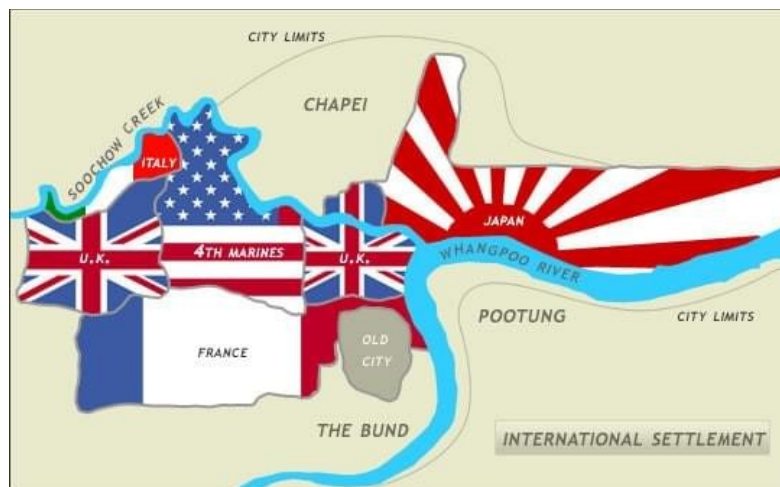 CITY LIMITS
CHAPEI
SOOCHOW CREEK
ITALY
JAPAN
U.K.
4TH MARINES
U.K.
WHANGPOO RIVER
POOTUNG
CITY LIMITS
FRANCE
OLD
CITY
THE BUND
INTERNATIONAL SETTLEMENT